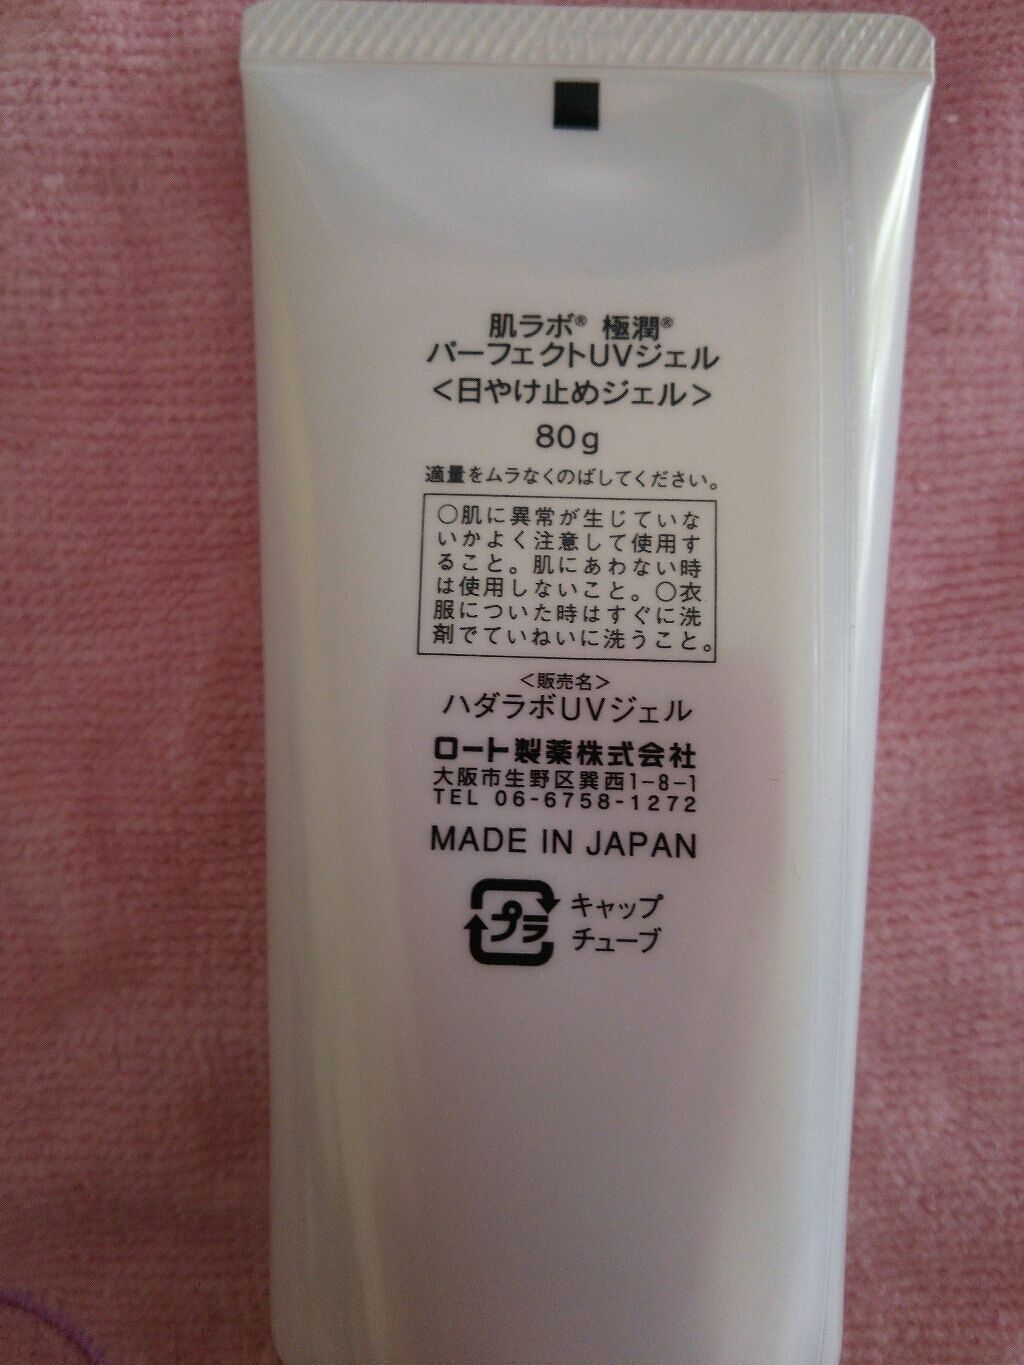 肌ラボ® 極潤®
パーフェクトUVジェル
<日やけ止めジェル>
80g
適量をムラなくのばしてください。
○肌に異常が生じていな
いかよく注意して使用す
ること。肌にあわない時
は使用しないこと。○衣
服についた時はすぐに洗
剤でていねいに洗うこと。
<販売名>
ハダラボUVジェル
ロート製薬株式会社
大阪市生野区巽西1-8-1
TEL 06-6758-1272
MADE IN JAPAN
プラ
キャップ
チューブ